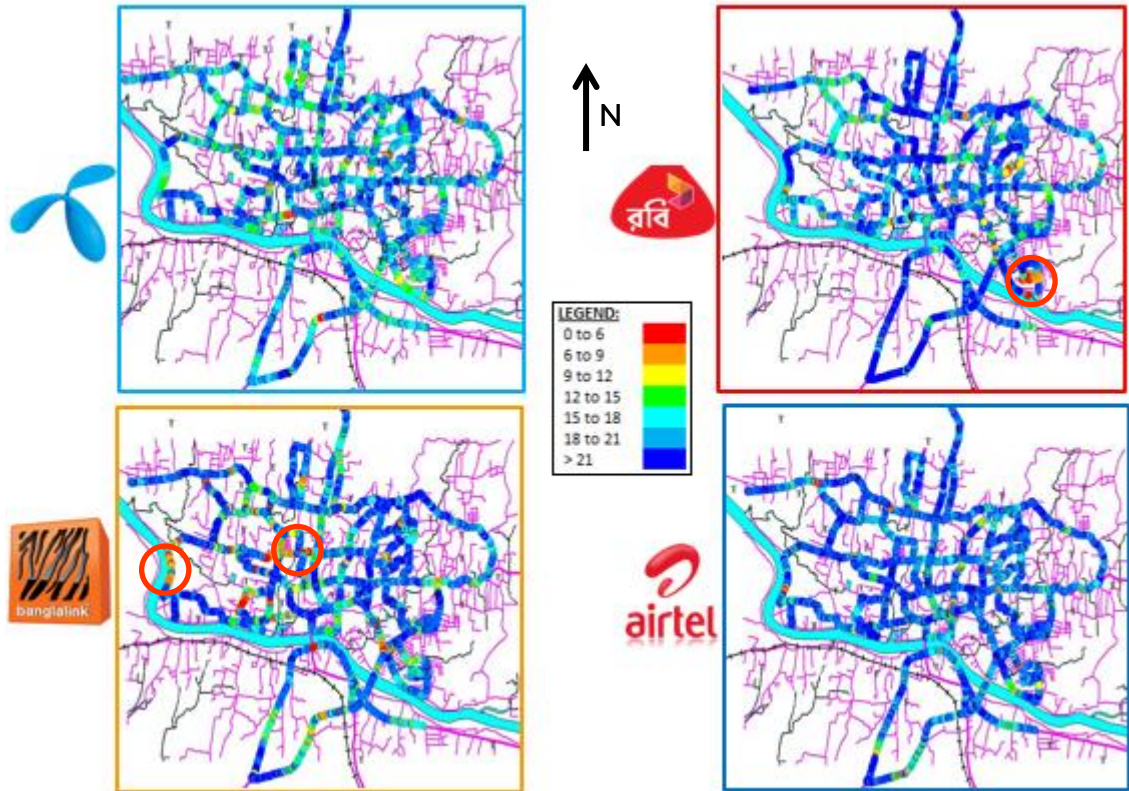 N
রবি
LEGEND:
0 to 6
6 to 9
9 to 12
12 to 15
15 to 18
18 to 21
> 21
banglalink
airtel